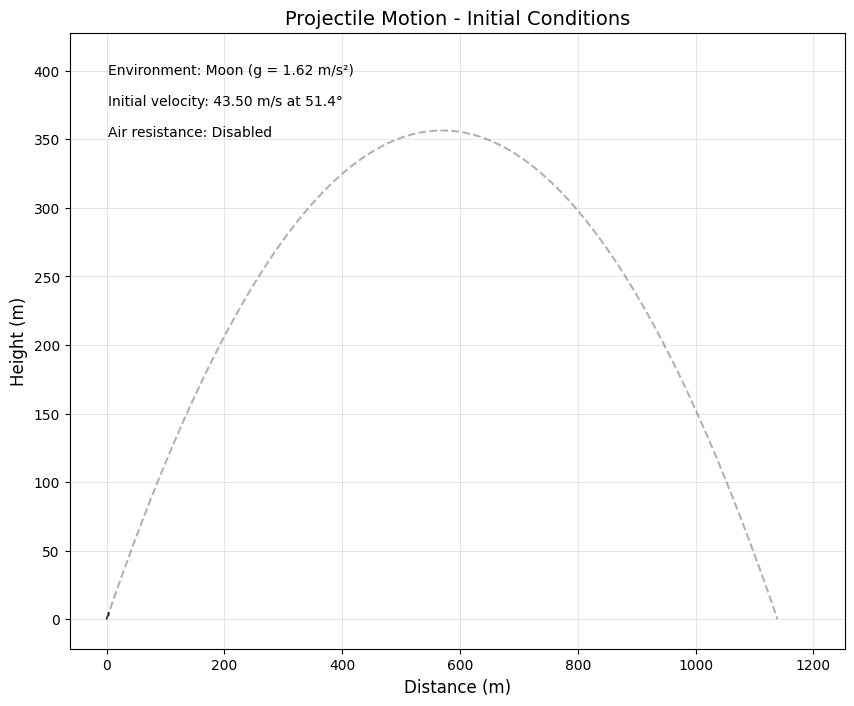 Projectile Motion - Initial Conditions
Environment: Moon (g = 1.62 m/s²)
Initial velocity: 43.50 m/s at 51.4°
Air resistance: Disabled
Height (m)
400
350
300
250
200
150
100
50
0
0 200 400 600 800 1000 1200
Distance (m)